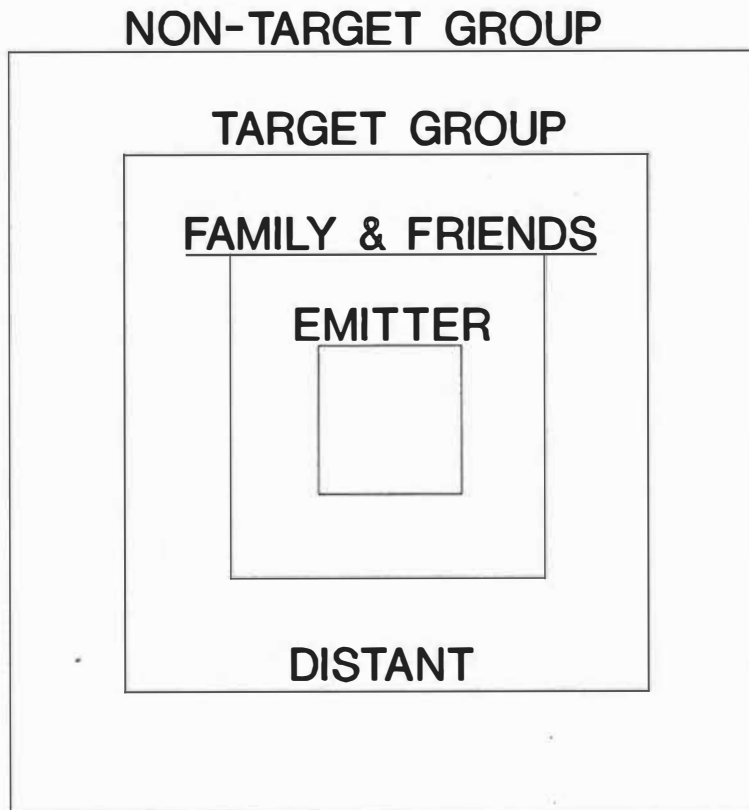 NON-TARGET GROUP
TARGET GROUP
FAMILY & FRIENDS
EMITTER
DISTANT